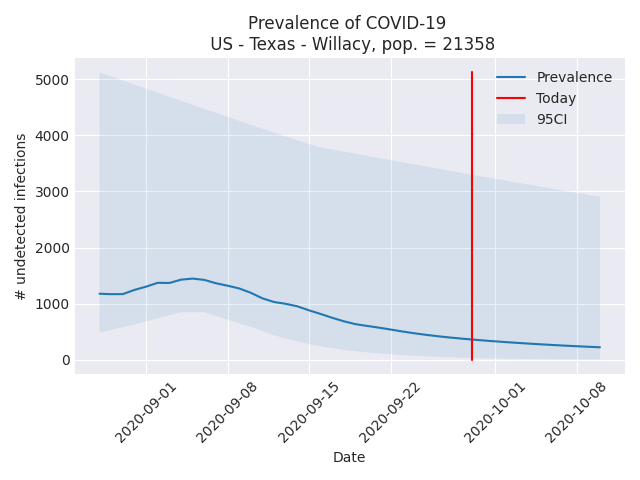 Prevalence of COVID-19
US - Texas - Willacy, pop. = 21358
Prevalence
Today
95CI
# undetected infections
5000
4000
3000
2000
1000
0
2020-09-01
2020-09-08
2020-09-15
2020-09-22
2020-10-01
2020-10-08
Date